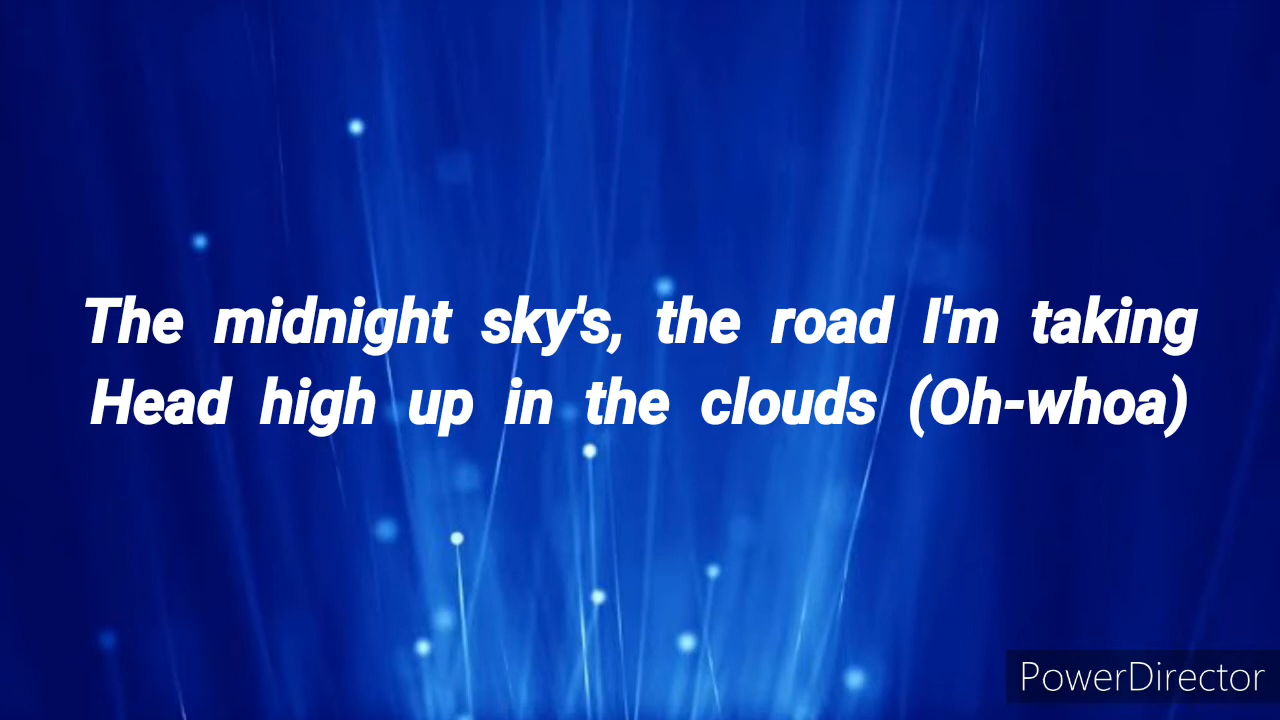 The midnight sky's, the road I'm taking
Head high up in the clouds (Oh-whoa)
PowerDirector